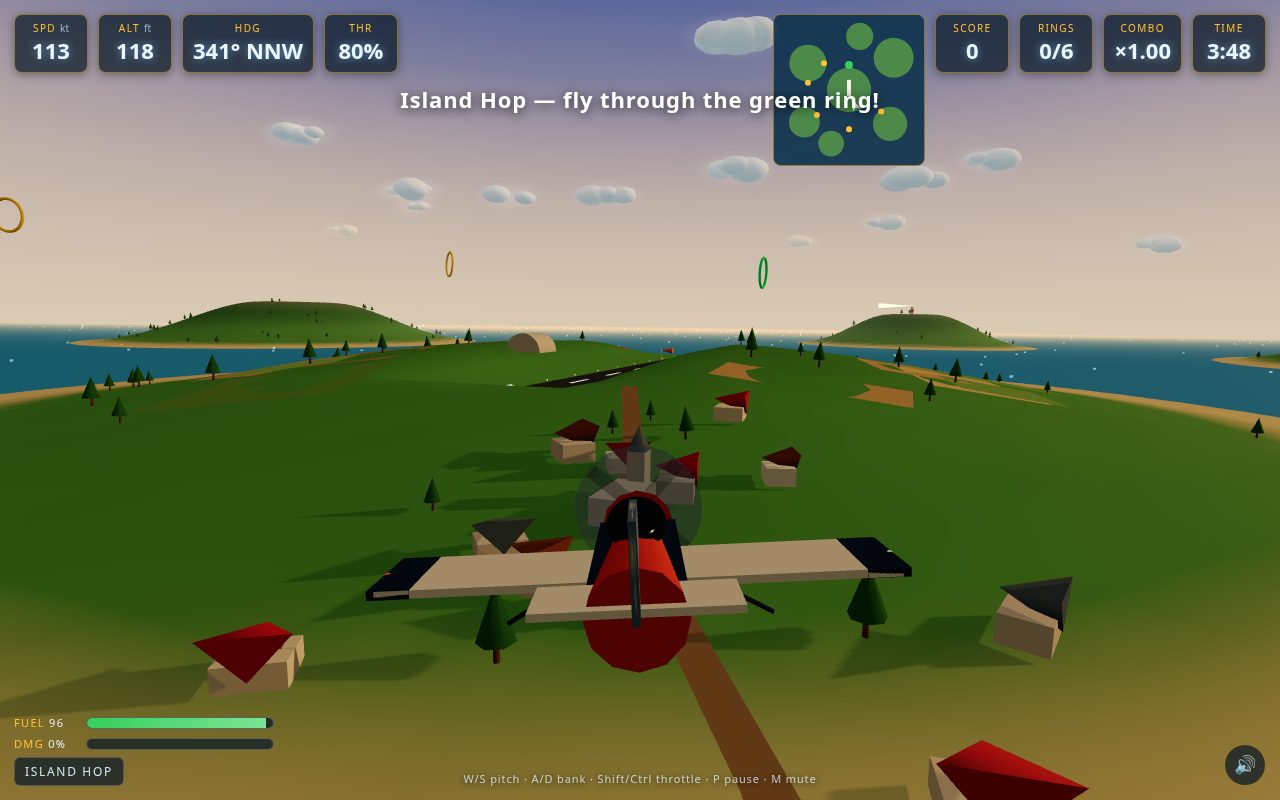 SPD kt
113
ALT ft
118
HDG
341° NNW
THR
80%
SCORE
0
RINGS
0/6
COMBO
×1.00
TIME
3:48
Island Hop — fly through the green ring!
FUEL 96
DMG 0%
ISLAND HOP
W/S pitch · A/D bank · Shift/Ctrl throttle · P pause · M mute